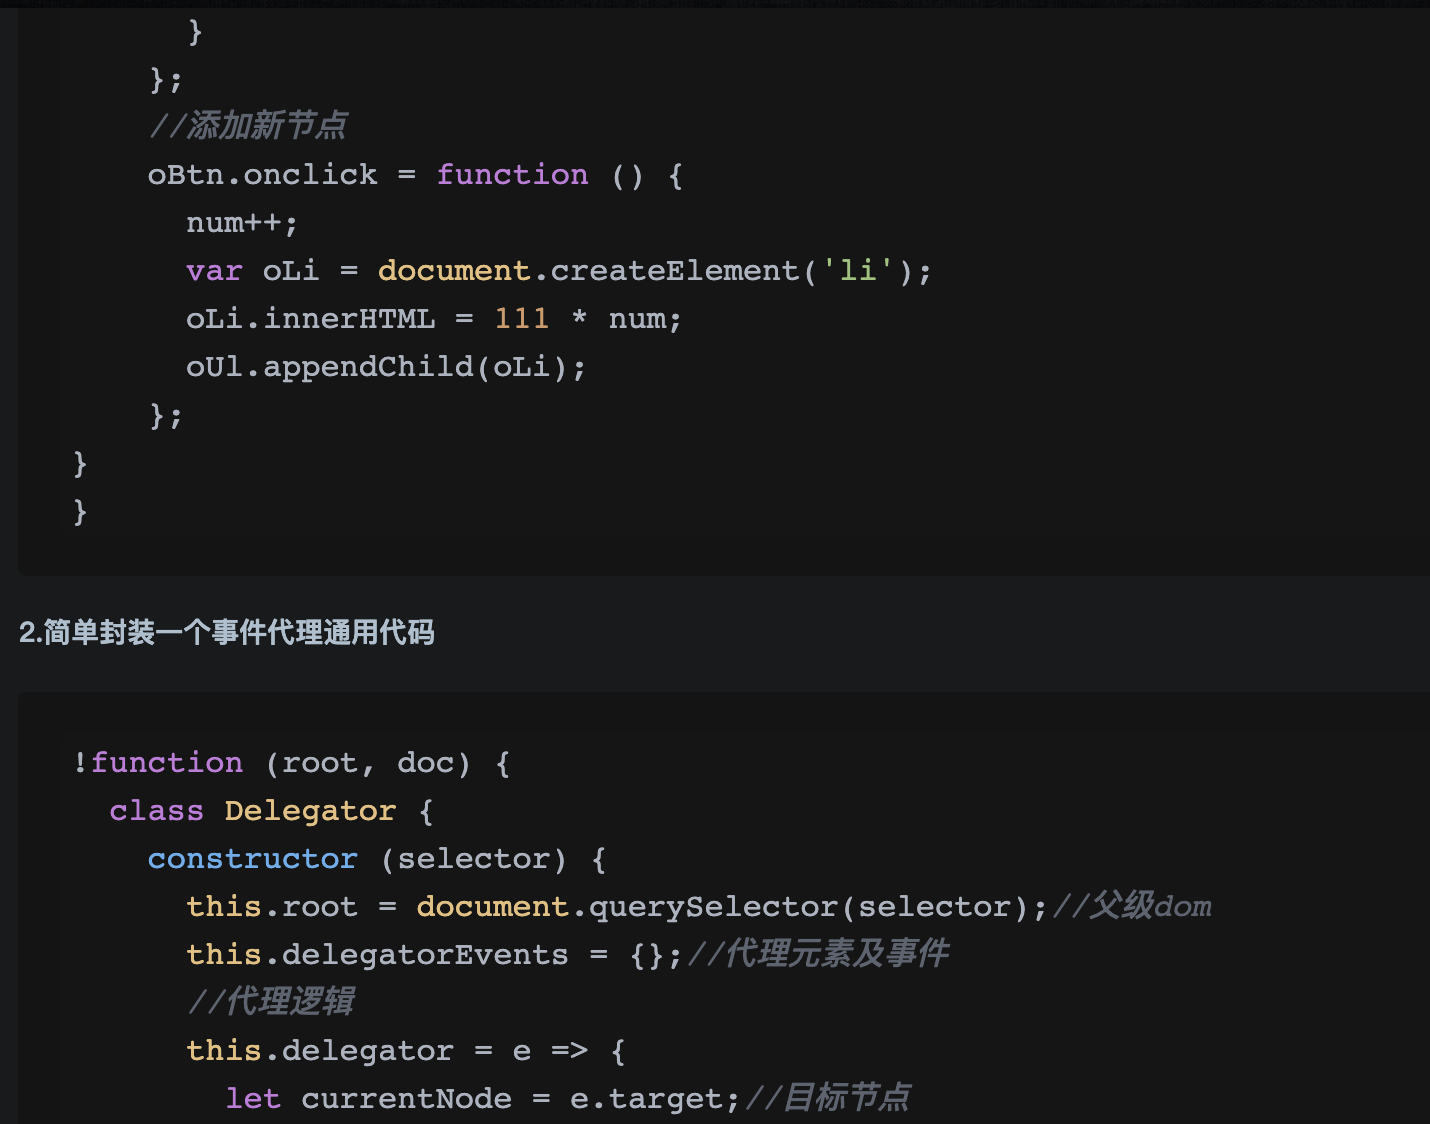 }
};
//添加新节点
oBtn.onclick = function () {
num++;
var oLi = document.createElement('li');
oLi.innerHTML = 111 * num;
oUl.appendChild(oLi);
};
}
}
2.简单封装一个事件代理通用代码
!function (root, doc) {
class Delegator {
constructor (selector) {
this.root = document.querySelector(selector);//父级dom
this.delegatorEvents = {};//代理元素及事件
//代理逻辑
this.delegator = e => {
let currentNode = e.target;//目标节点